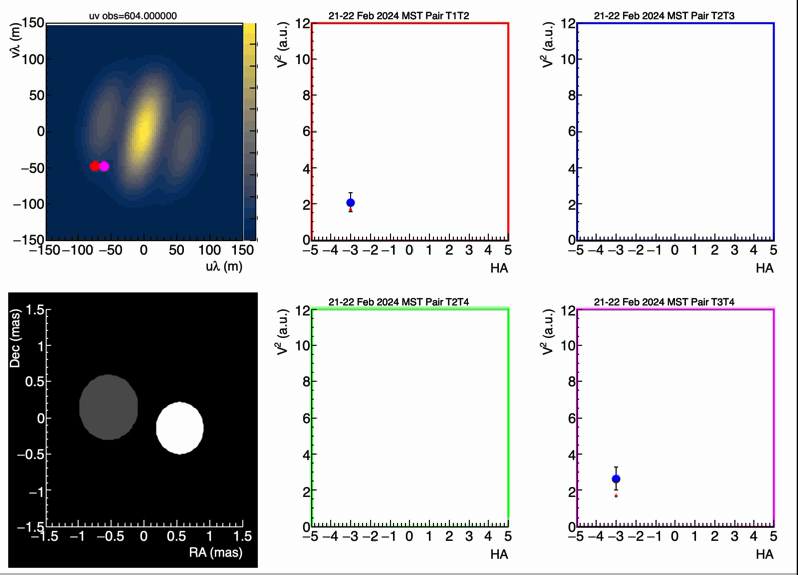 uv obs=604.000000
vλ (m)
150
100
50
0
−50
−100
−150
−150 −100 −50 0 50 100 150
uλ (m)
21-22 Feb 2024 MST Pair T1T2
V² (a.u.)
12
10
8
6
4
2
0
−5 −4 −3 −2 −1 0 1 2 3 4 5
HA
21-22 Feb 2024 MST Pair T2T3
V² (a.u.)
12
10
8
6
4
2
0
−5 −4 −3 −2 −1 0 1 2 3 4 5
HA
Dec (mas)
1.5
1
0.5
0
−0.5
−1
−1.5
−1.5 −1 −0.5 0 0.5 1 1.5
RA (mas)
21-22 Feb 2024 MST Pair T2T4
V² (a.u.)
12
10
8
6
4
2
0
−5 −4 −3 −2 −1 0 1 2 3 4 5
HA
21-22 Feb 2024 MST Pair T3T4
V² (a.u.)
12
10
8
6
4
2
0
−5 −4 −3 −2 −1 0 1 2 3 4 5
HA